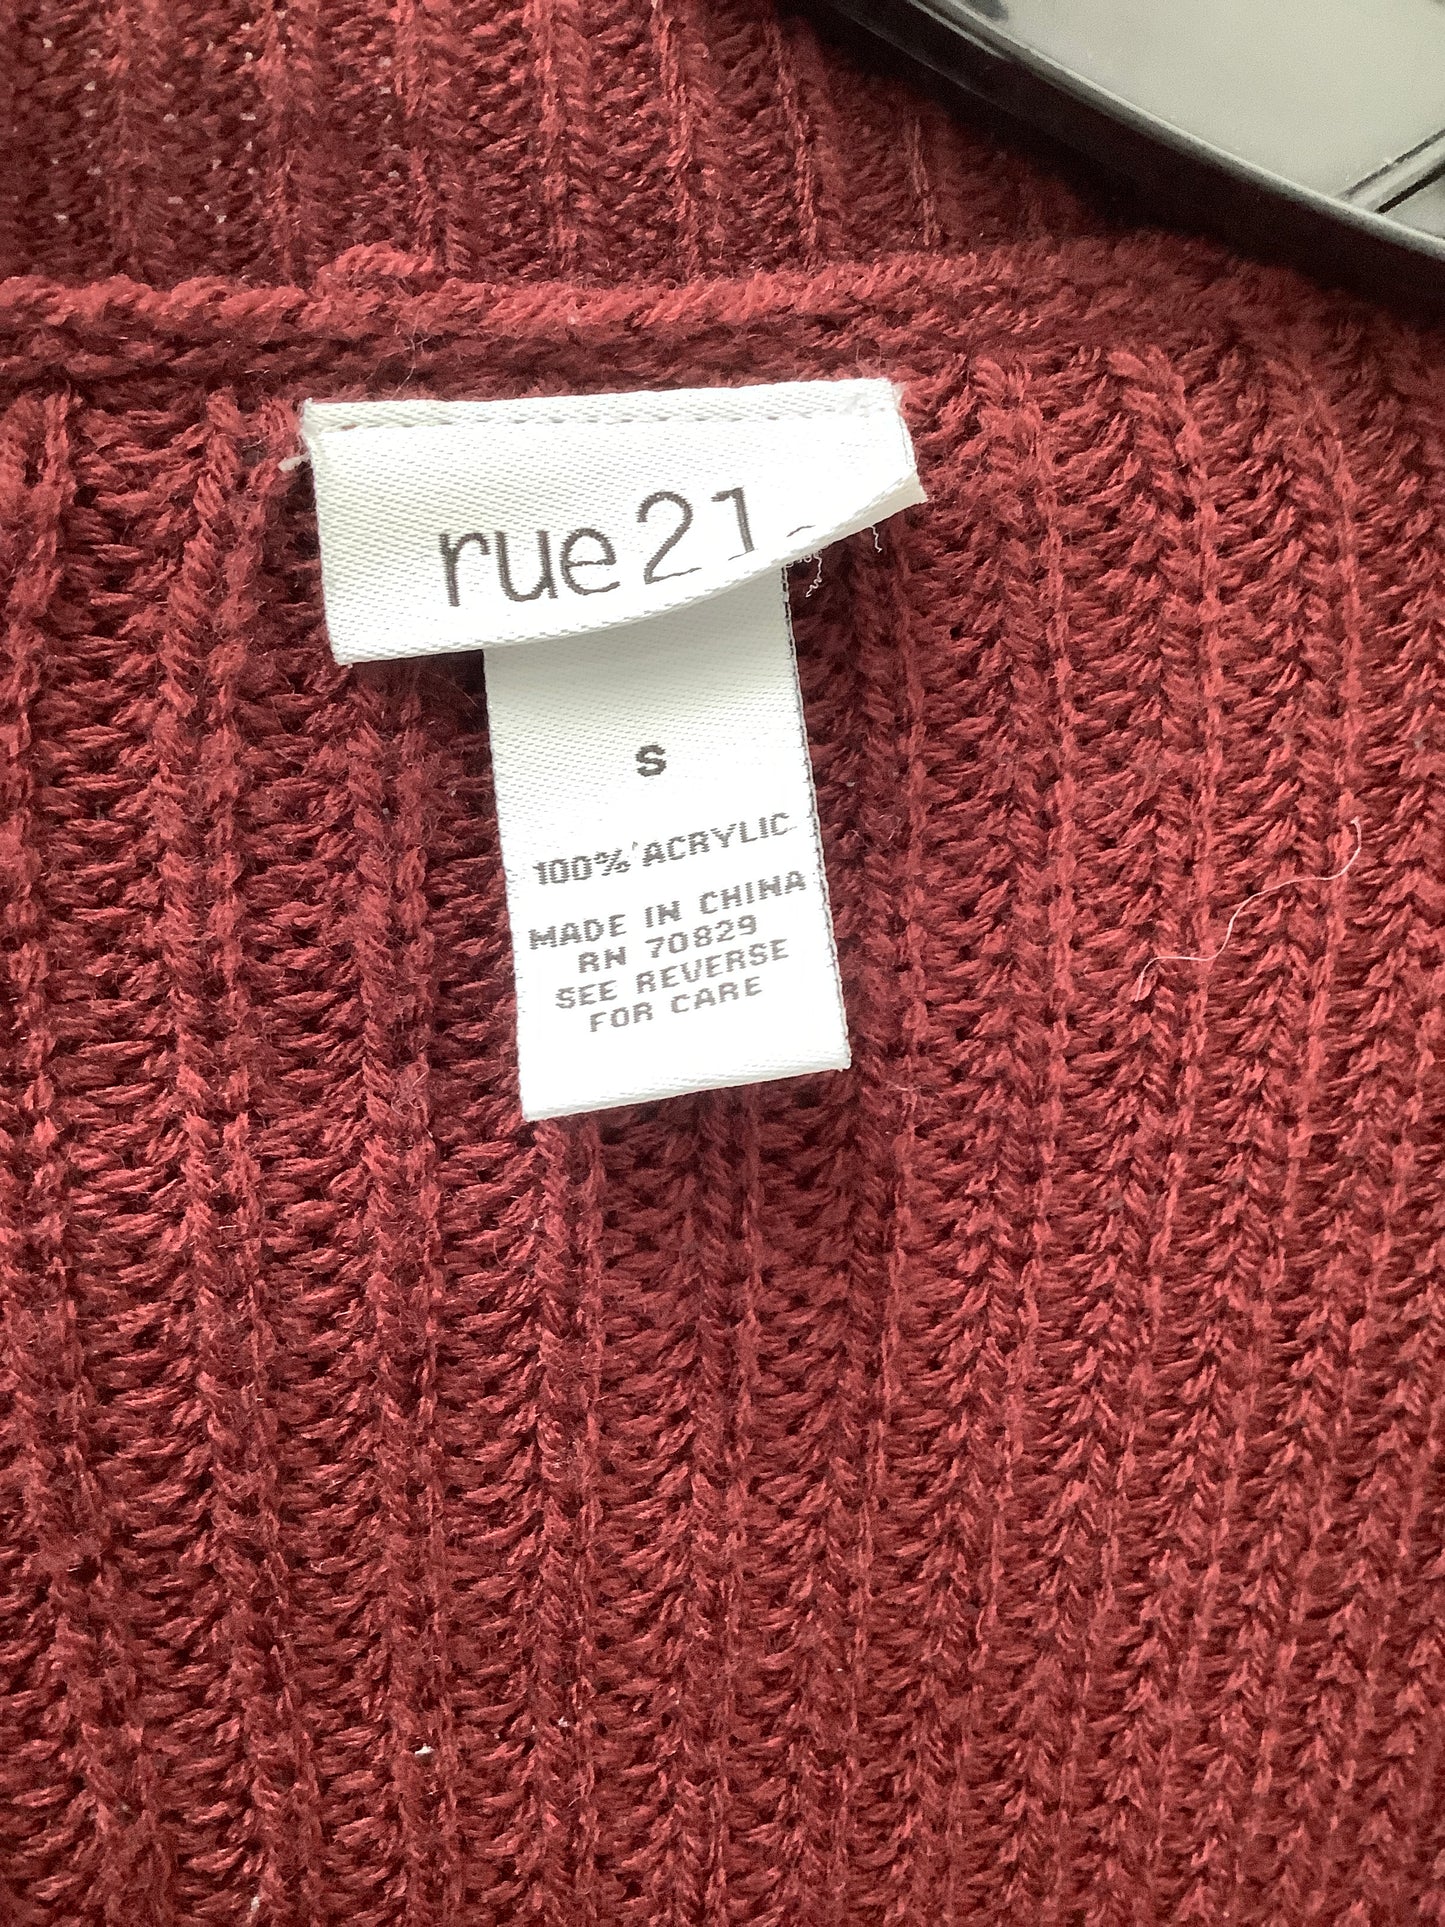 rue21
S
100% ACRYLIC
MADE IN CHINA
RN 70829
SEE REVERSE
FOR CARE